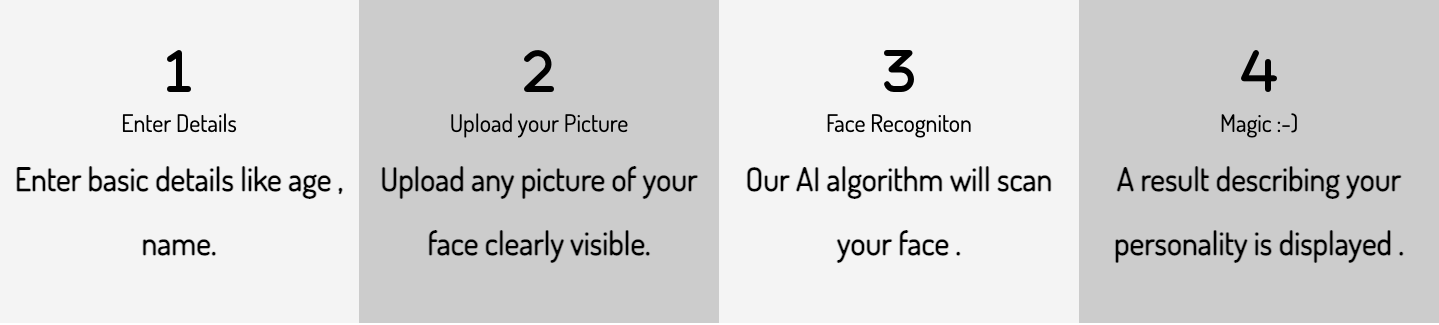 1
Enter Details
Enter basic details like age ,
name.
2
Upload your Picture
Upload any picture of your
face clearly visible.
3
Face Recogniton
Our AI algorithm will scan
your face .
4
Magic :-)
A result describing your
personality is displayed .